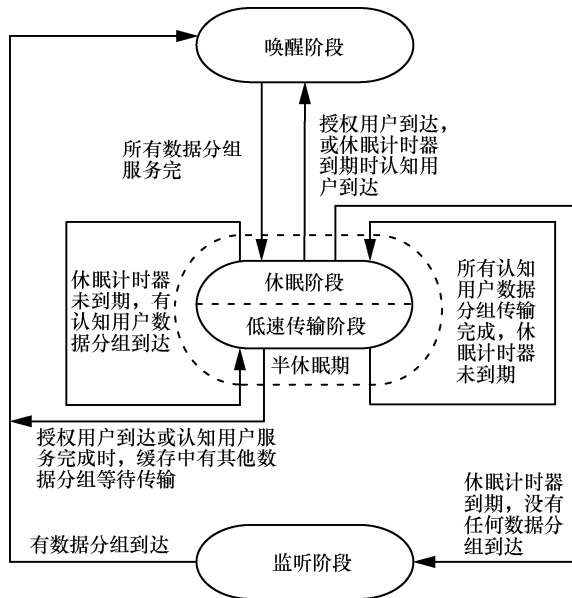 唤醒阶段
所有数据分组
服务完
授权用户到达，
或休眠计时器
到期时认知用
户到达
休眠计时器
未到期，有
认知用户数
据分组到达
休眠阶段
低速传输阶段
半休眠期
所有认知
用户数据
分组传输
完成，休
眠计时器
未到期
授权用户到达或认知用户服
务完成时，缓存中有其他数
据分组等待传输
休眠计时器
到期，没有
任何数据分
组到达
有数据分组到达
监听阶段